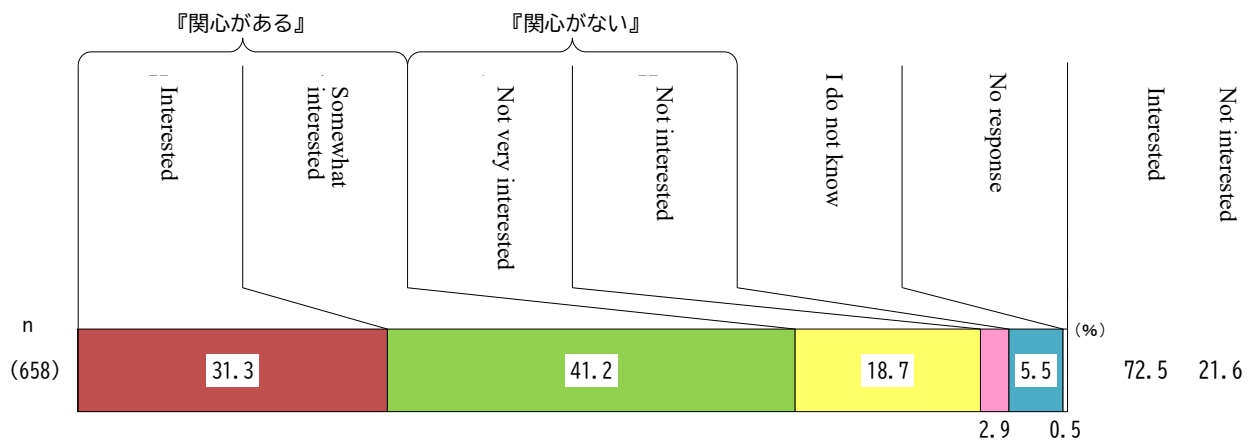 『関心がある』
『関心がない』
Interested
Somewhat
interested
Not very interested
Not interested
I do not know
No response
Interested
Not interested
n
(%)
(658)
31.3
41.2
18.7
5.5
72.5
21.6
2.9
0.5